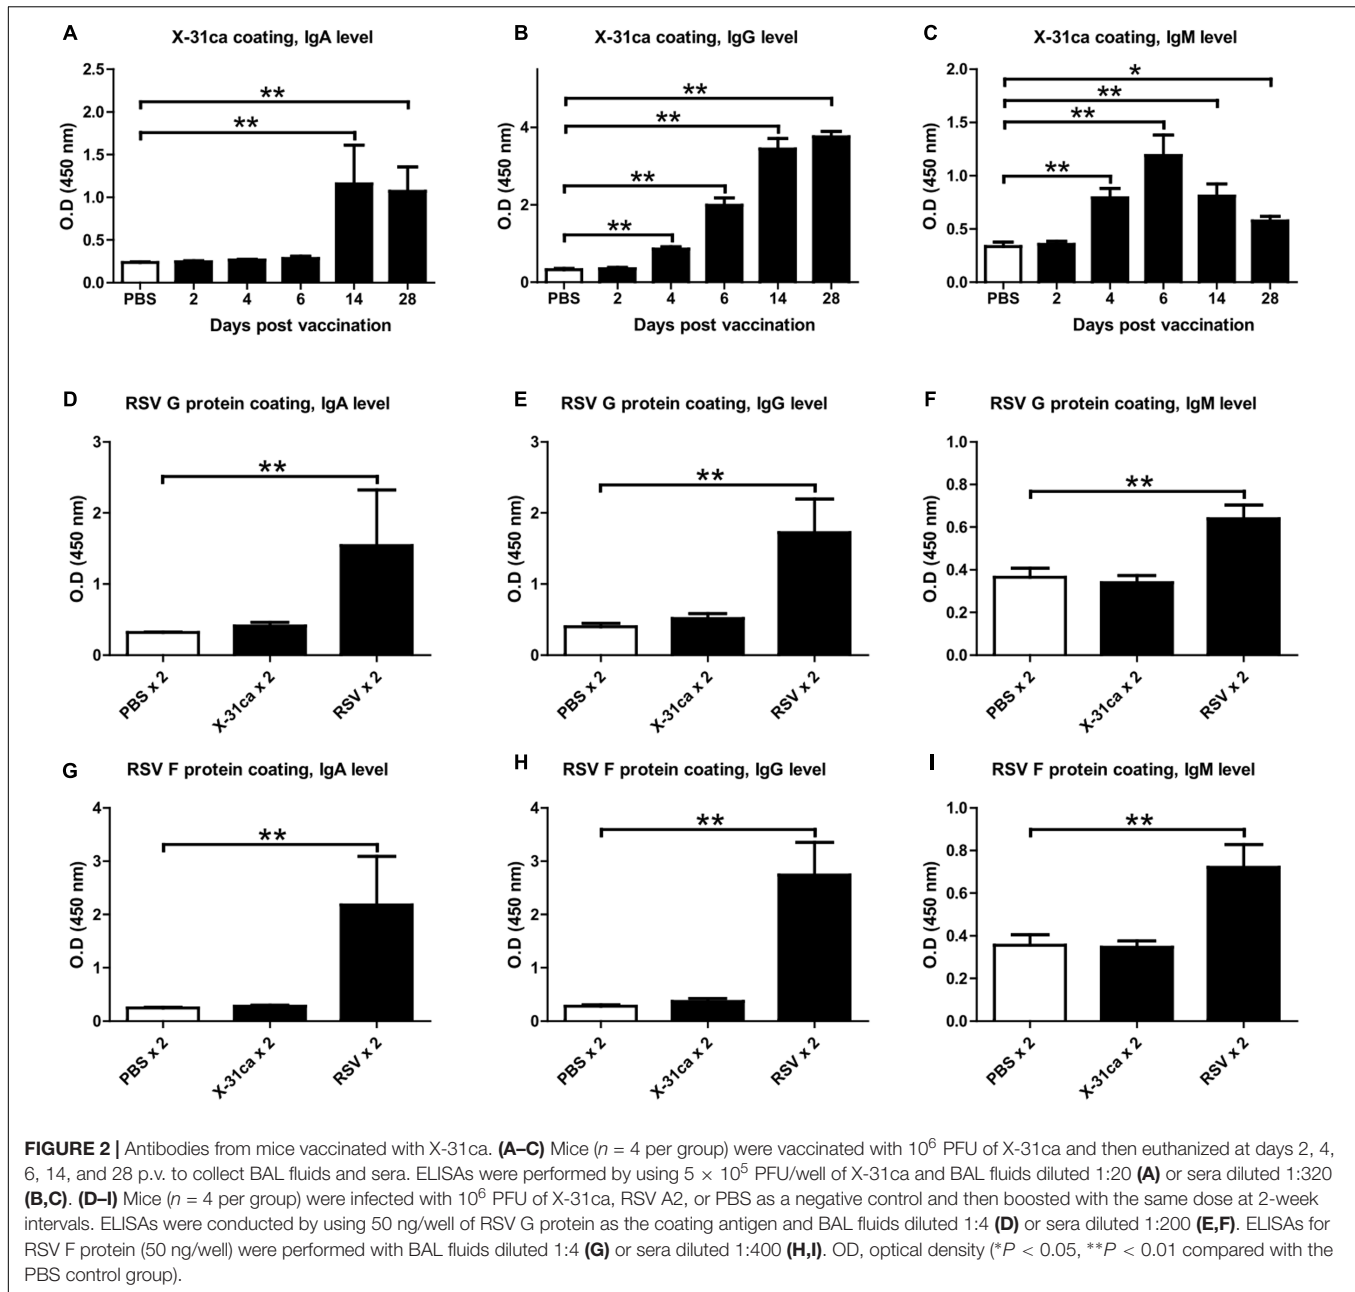 A
X-31ca coating, IgA level
2.5
2.0
1.5
1.0
0.5
0.0
O.D (450 nm)
**
**
PBS 2 4 6 14 28
Days post vaccination
B
X-31ca coating, IgG level
4
2
0
O.D (450 nm)
**
**
**
**
PBS 2 4 6 14 28
Days post vaccination
C
X-31ca coating, IgM level
2.0
1.5
1.0
0.5
0.0
O.D (450 nm)
*
**
**
**
PBS 2 4 6 14 28
Days post vaccination
D
RSV G protein coating, IgA level
3
2
1
0
O.D (450 nm)
**
PBS x 2
X-31ca x 2
RSV x 2
E
RSV G protein coating, IgG level
3
2
1
0
O.D (450 nm)
**
PBS x 2
X-31ca x 2
RSV x 2
F
RSV G protein coating, IgM level
1.0
0.8
0.6
0.4
0.2
0.0
O.D (450 nm)
**
PBS x 2
X-31ca x 2
RSV x 2
G
RSV F protein coating, IgA level
4
3
2
1
0
O.D (450 nm)
**
PBS x 2
X-31ca x 2
RSV x 2
H
RSV F protein coating, IgG level
4
3
2
1
0
O.D (450 nm)
**
PBS x 2
X-31ca x 2
RSV x 2
I
RSV F protein coating, IgM level
1.0
0.8
0.6
0.4
0.2
0.0
O.D (450 nm)
**
PBS x 2
X-31ca x 2
RSV x 2
FIGURE 2 | Antibodies from mice vaccinated with X-31ca. (A–C) Mice (n = 4 per group) were vaccinated with 10⁶ PFU of X-31ca and then euthanized at days 2, 4,
6, 14, and 28 p.v. to collect BAL fluids and sera. ELISAs were performed by using 5 × 10⁵ PFU/well of X-31ca and BAL fluids diluted 1:20 (A) or sera diluted 1:320
(B,C). (D–I) Mice (n = 4 per group) were infected with 10⁶ PFU of X-31ca, RSV A2, or PBS as a negative control and then boosted with the same dose at 2-week
intervals. ELISAs were conducted by using 50 ng/well of RSV G protein as the coating antigen and BAL fluids diluted 1:4 (D) or sera diluted 1:200 (E,F). ELISAs for
RSV F protein (50 ng/well) were performed with BAL fluids diluted 1:4 (G) or sera diluted 1:400 (H,I). OD, optical density (*P < 0.05, **P < 0.01 compared with the
PBS control group).